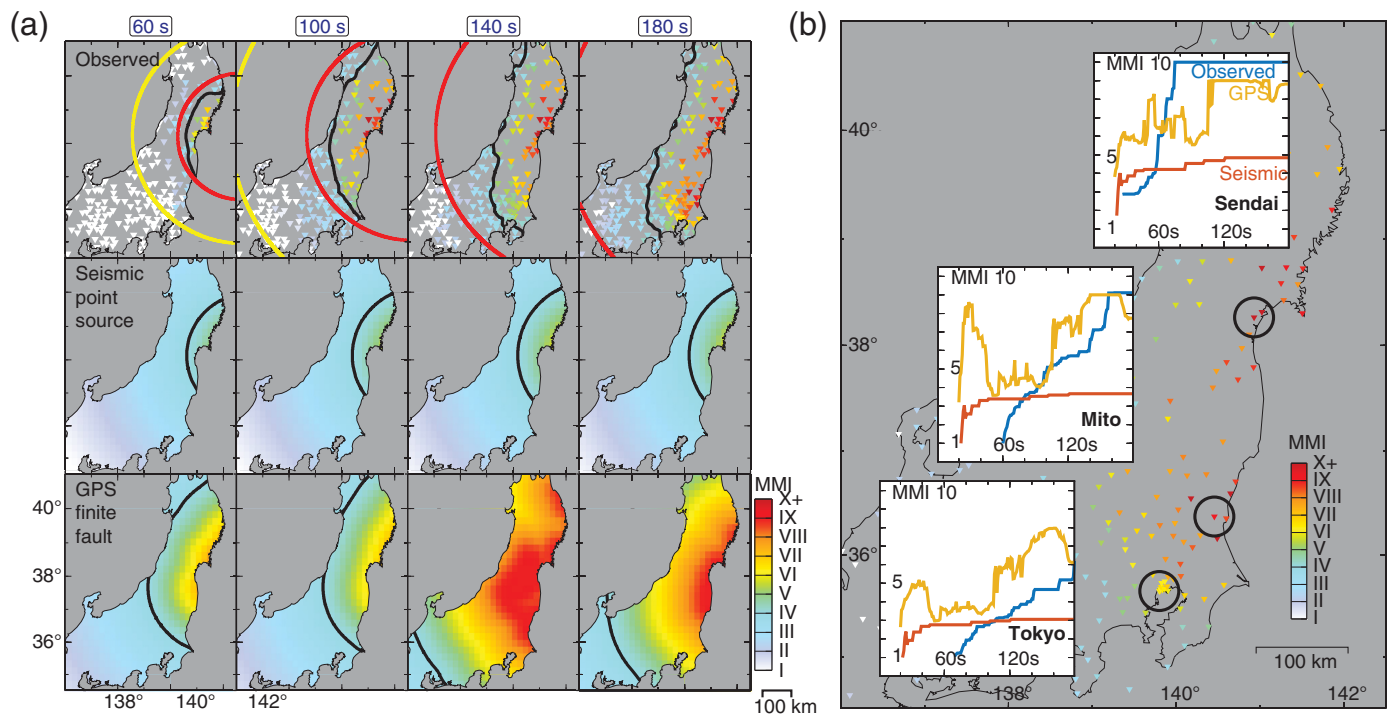 (a)
60 s
100 s
140 s
180 s
Observed
Seismic
point
source
GPS
finite
fault
40°
38°
36°
138°
140°
142°
MMI
X+
IX
VIII
VII
VI
V
IV
III
II
I
100 km
(b)
MMI 10
Observed
GPS
5
Seismic
Sendai
1
60s
120s
MMI 10
5
Mito
1
60s
120s
MMI 10
5
Tokyo
1
60s
120s
40°
38°
36°
138°
140°
142°
MMI
X+
IX
VIII
VII
VI
V
IV
III
II
I
100 km